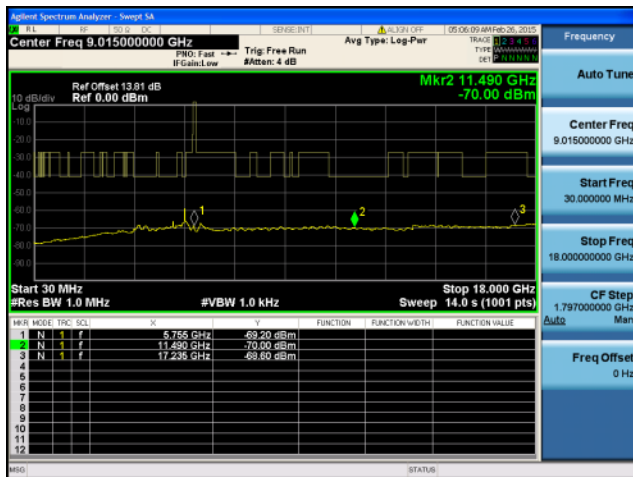 Agilent Spectrum Analyzer - Swept SA
RL RF 50 Ω DC SENSE:INT ALIGN OFF 05:06:09 AM Feb 26, 2015
Center Freq 9.015000000 GHz
PNO: Fast
IFGain:Low
Trig: Free Run
#Atten: 4 dB
Avg Type: Log-Pwr
TRACE 1 2 3 4 5 6
TYPE
DET P N N N N N
Ref Offset 13.81 dB
Ref 0.00 dBm
10 dB/div
Log
Mkr2 11.490 GHz
-70.00 dBm
-10.0
-20.0
-30.0
-40.0
-50.0
-60.0
-70.0
-80.0
-90.0
1
2
3
Start 30 MHz
#Res BW 1.0 MHz
#VBW 1.0 kHz
Stop 18.000 GHz
Sweep 14.0 s (1001 pts)
MKR MODE TRC SCL X Y FUNCTION FUNCTION WIDTH FUNCTION VALUE
1 N 1 f 5.755 GHz -69.20 dBm
2 N 1 f 11.490 GHz -70.00 dBm
3 N 1 f 17.235 GHz -68.60 dBm
4
5
6
7
8
9
10
11
12
MSG STATUS
Frequency
Auto Tune
Center Freq
9.015000000 GHz
Start Freq
30.000000 MHz
Stop Freq
18.000000000 GHz
CF Step
1.797000000 GHz
Auto Man
Freq Offset
0 Hz